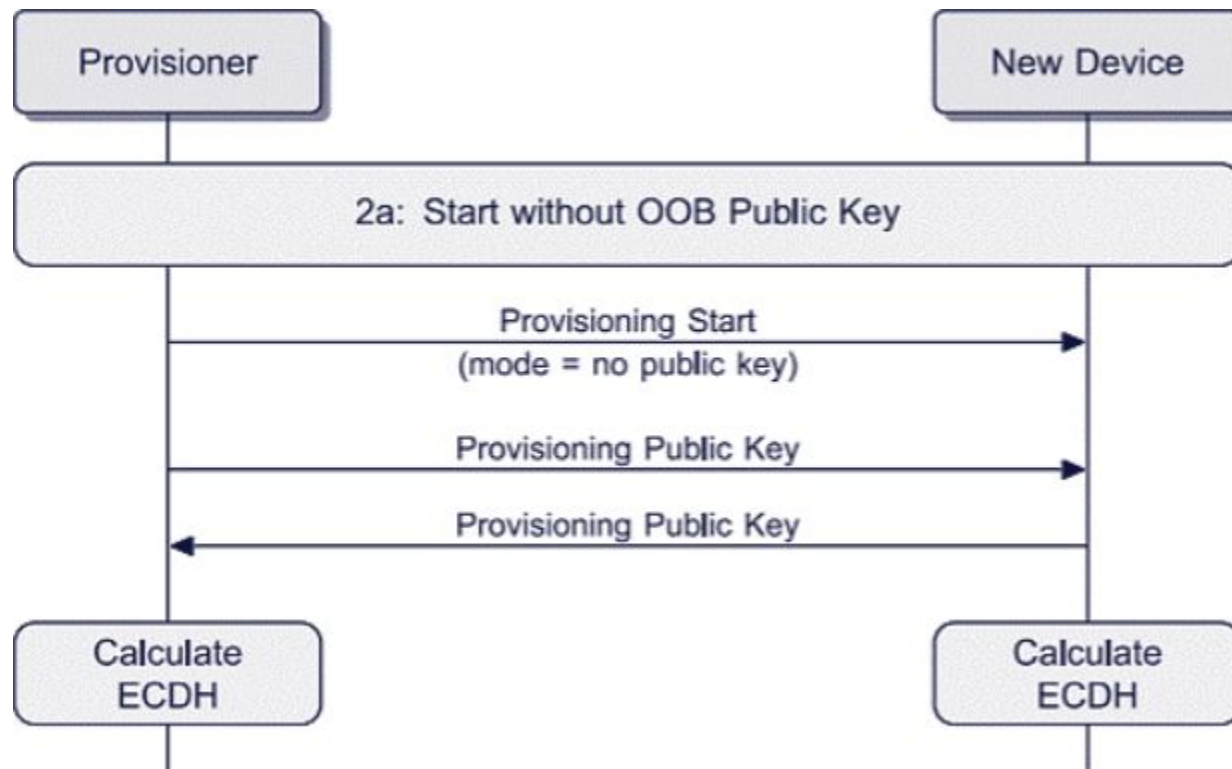 Provisioner
New Device
2a: Start without OOB Public Key
Provisioning Start
(mode = no public key)
Provisioning Public Key
Provisioning Public Key
Calculate
ECDH
Calculate
ECDH